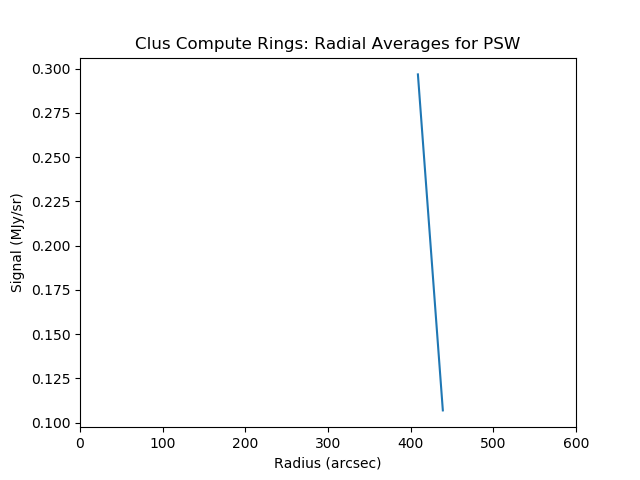 Clus Compute Rings: Radial Averages for PSW
0.300
0.275
0.250
0.225
0.200
0.175
0.150
0.125
0.100
Signal (MJy/sr)
0 100 200 300 400 500 600
Radius (arcsec)